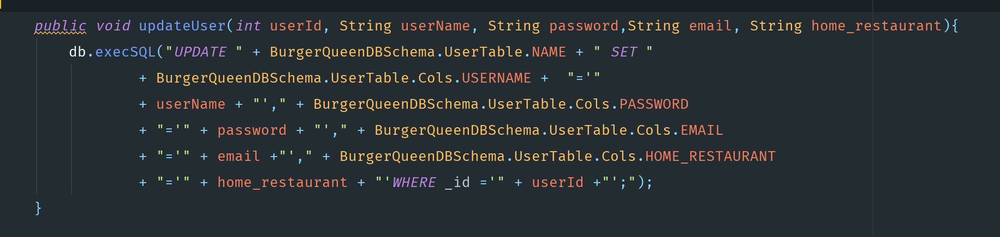 public void updateUser(int userId, String userName, String password,String email, String home_restaurant){
db.execSQL("UPDATE " + BurgerQueenDBSchema.UserTable.NAME + " SET "
+ BurgerQueenDBSchema.UserTable.Cols.USERNAME +  "='"
+ userName + "'," + BurgerQueenDBSchema.UserTable.Cols.PASSWORD
+ "='" + password + "'," + BurgerQueenDBSchema.UserTable.Cols.EMAIL
+ "='" + email +"'," + BurgerQueenDBSchema.UserTable.Cols.HOME_RESTAURANT
+ "='" + home_restaurant + "'WHERE _id ='" + userId +"';");
}